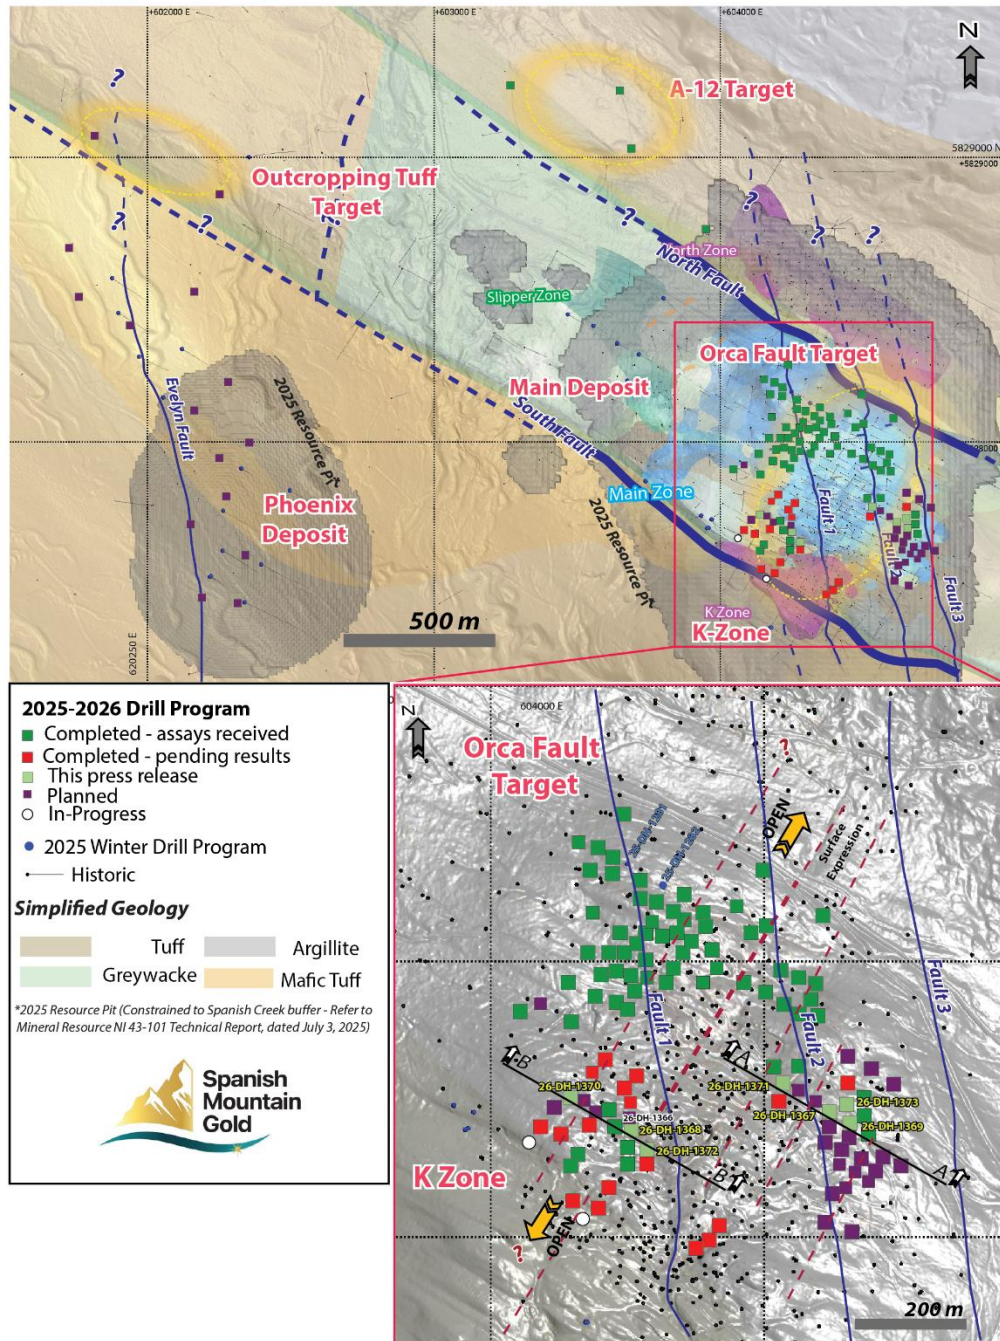 +602000 E
+603000 E
+604000 E
N
?
A-12 Target
5829000 N
+5829000
Outcropping Tuff
Target
?
?
?
?
?
?
North Zone
North Fault
Slipper Zone
Orca Fault Target
Main Deposit
South Fault
Evelyn Fault
2025 Resource Pit
Main Zone
Fault 1
Fault 2
Fault 3
Phoenix
Deposit
2025 Resource Pit
K Zone
K-Zone
500 m
620250 E
2025-2026 Drill Program
Completed - assays received
Completed - pending results
This press release
Planned
In-Progress
2025 Winter Drill Program
Historic
Simplified Geology
Tuff
Argillite
Greywacke
Mafic Tuff
*2025 Resource Pit (Constrained to Spanish Creek buffer - Refer to
Mineral Resource NI 43-101 Technical Report, dated July 3, 2025)
Spanish
Mountain
Gold
N
604000 E
Orca Fault
Target
?
OPEN
Surface
Expression
Fault 1
Fault 2
Fault 3
B
A
26-DH-1370
26-DH-1371
26-DH-1366
26-DH-1367
26-DH-1373
26-DH-1368
26-DH-1369
26-DH-1372
K Zone
B
A
OPEN
?
200 m